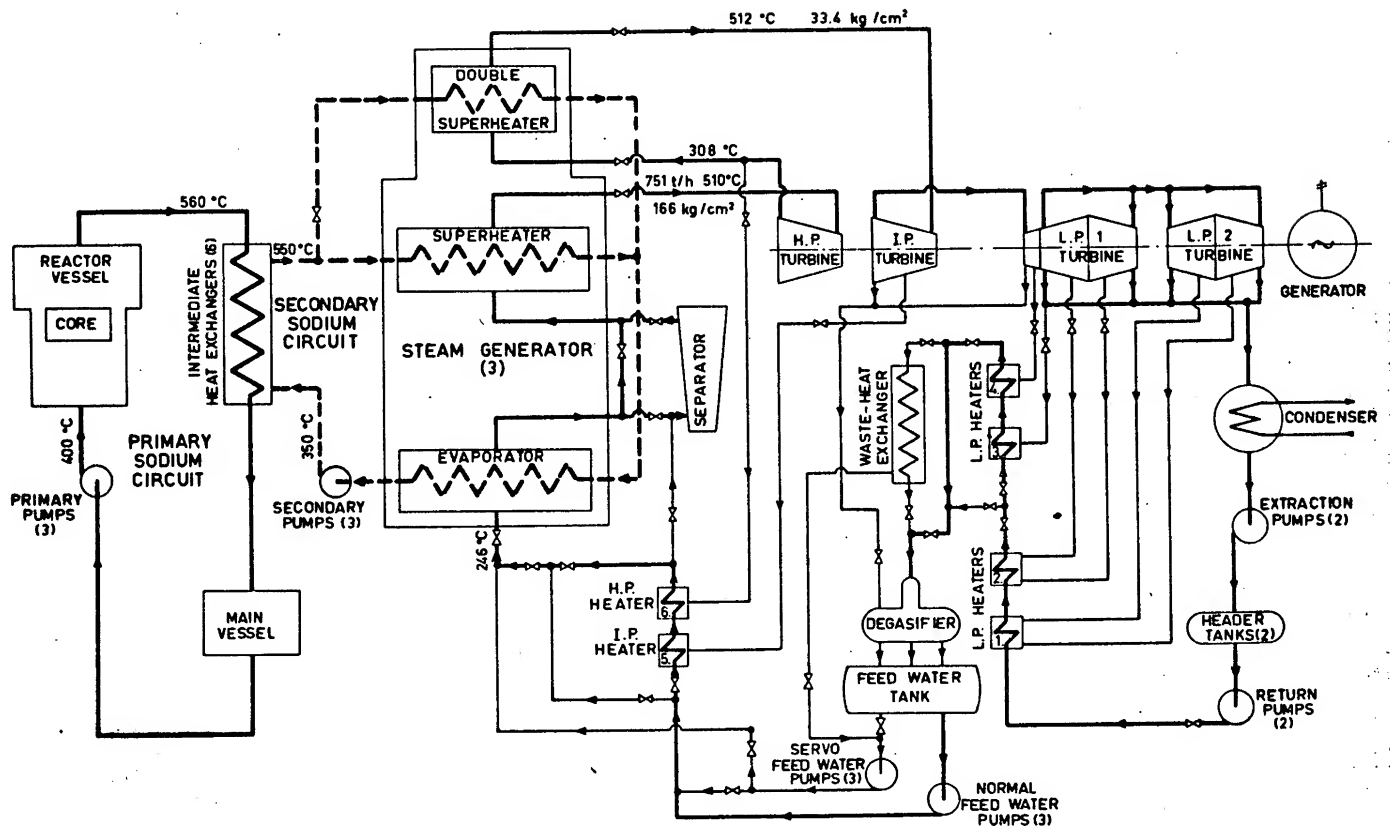 512 °C 33.4 kg/cm²
DOUBLE
SUPERHEATER
308 °C
751 t/h 510°C
166 kg/cm²
560 °C
550°C
REACTOR
VESSEL
CORE
INTERMEDIATE
HEAT EXCHANGERS (6)
SECONDARY
SODIUM
CIRCUIT
SUPERHEATER
STEAM GENERATOR
(3)
SEPARATOR
EVAPORATOR
H.P.
TURBINE
I.P.
TURBINE
L.P. 1
TURBINE
L.P. 2
TURBINE
~
GENERATOR
400 °C
PRIMARY
SODIUM
CIRCUIT
350 °C
PRIMARY
PUMPS
(3)
SECONDARY
PUMPS (3)
246 °C
MAIN
VESSEL
WASTE-HEAT
EXCHANGER
L.P. HEATERS
4.
3.
CONDENSER
EXTRACTION
PUMPS(2)
H.P.
HEATER
6.
I.P.
HEATER
5.
DEGASIFIER
L.P. HEATERS
2.
1.
HEADER
TANKS(2)
FEED WATER
TANK
RETURN
PUMPS
(2)
SERVO
FEED WATER
PUMPS (3)
NORMAL
FEED WATER
PUMPS (3)